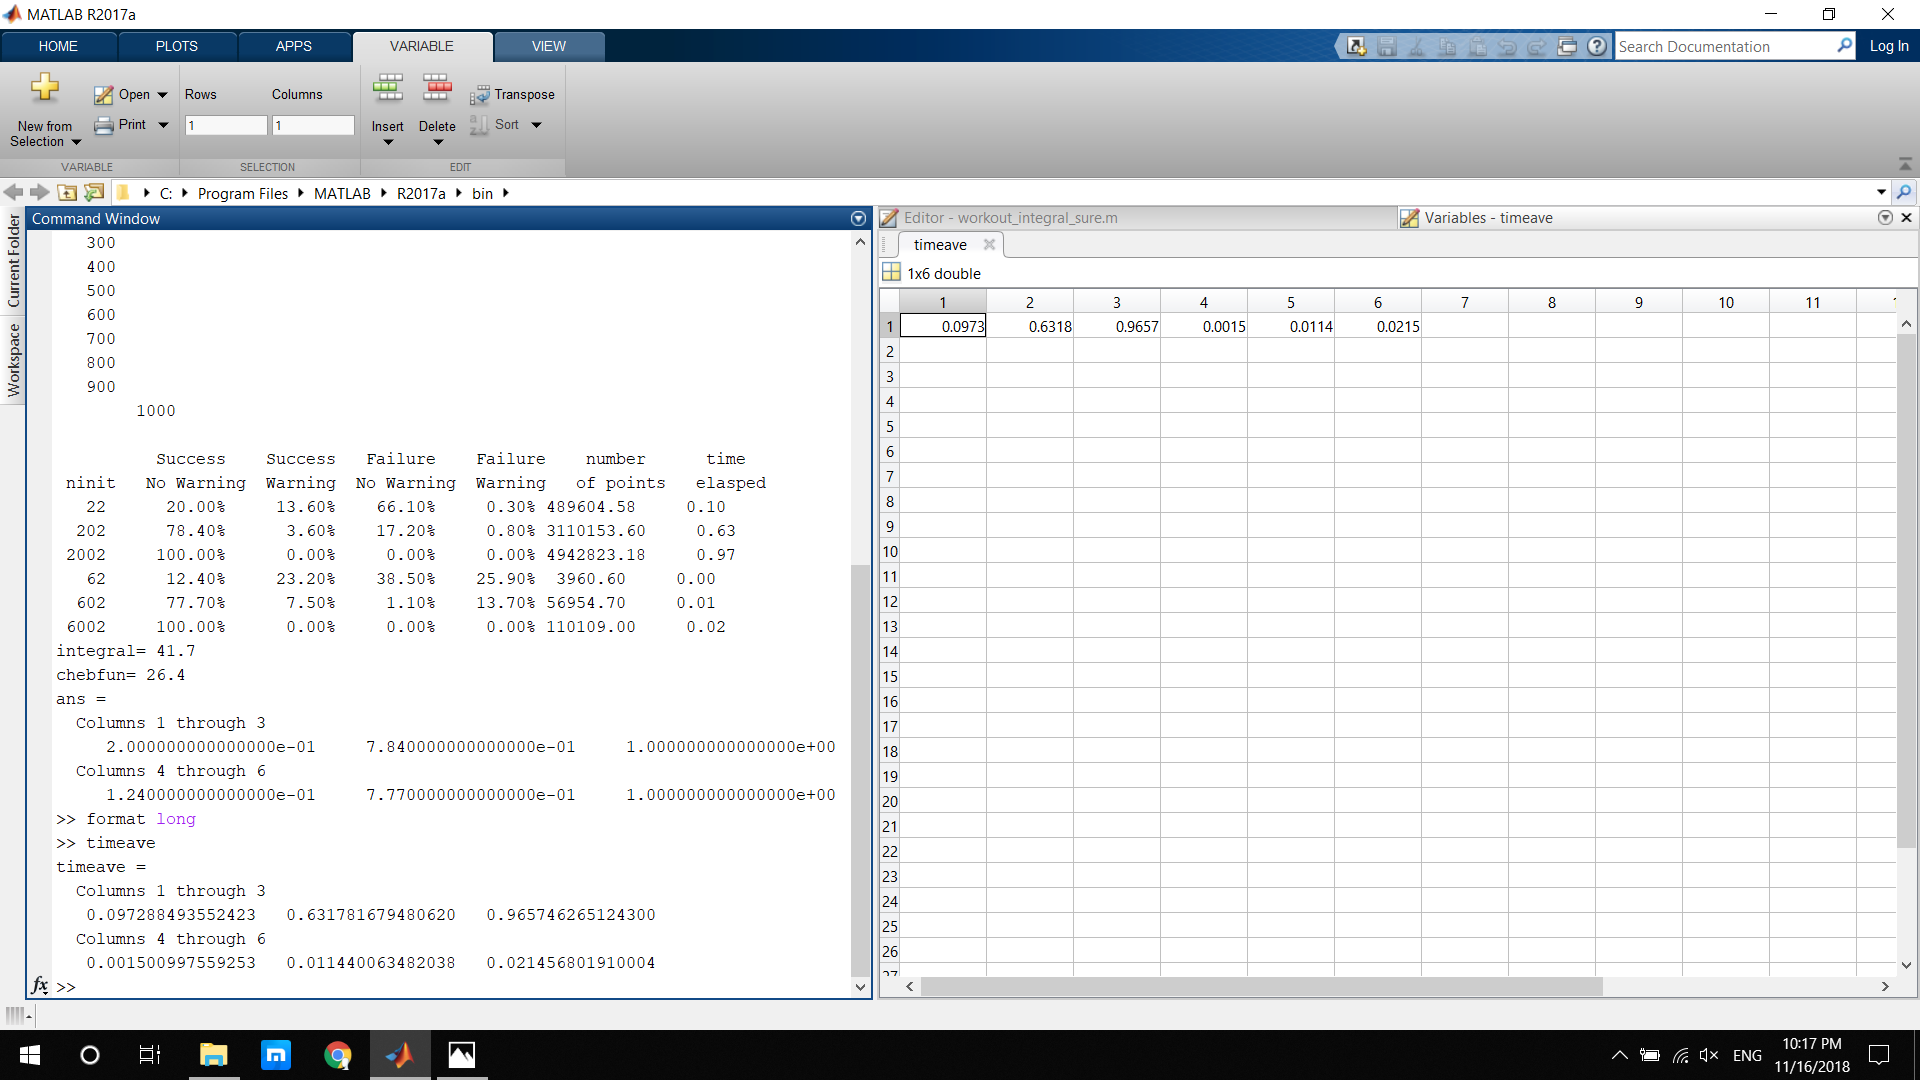 MATLAB R2017a
HOME PLOTS APPS VARIABLE VIEW
Search Documentation
Log In
New from Selection
Open
Print
Rows Columns
1 1
Insert
Delete
Transpose
Sort
VARIABLE SELECTION EDIT
C: Program Files MATLAB R2017a bin
Current Folder
Workspace
Command Window
300
400
500
600
700
800
900
1000
Success Success Failure Failure number time
ninit No Warning Warning No Warning Warning of points elasped
22 20.00% 13.60% 66.10% 0.30% 489604.58 0.10
202 78.40% 3.60% 17.20% 0.80% 3110153.60 0.63
2002 100.00% 0.00% 0.00% 0.00% 4942823.18 0.97
62 12.40% 23.20% 38.50% 25.90% 3960.60 0.00
602 77.70% 7.50% 1.10% 13.70% 56954.70 0.01
6002 100.00% 0.00% 0.00% 0.00% 110109.00 0.02
integral= 41.7
chebfun= 26.4
ans =
Columns 1 through 3
2.000000000000000e-01 7.840000000000000e-01 1.000000000000000e+00
Columns 4 through 6
1.240000000000000e-01 7.770000000000000e-01 1.000000000000000e+00
>> format long
>> timeave
timeave =
Columns 1 through 3
0.097288493552423 0.631781679480620 0.965746265124300
Columns 4 through 6
0.001500997559253 0.011440063482038 0.021456801910004
fx >>
Editor - workout_integral_sure.m
Variables - timeave
timeave
1x6 double
1 2 3 4 5 6 7 8 9 10 11
1 0.0973 0.6318 0.9657 0.0015 0.0114 0.0215
2
3
4
5
6
7
8
9
10
11
12
13
14
15
16
17
18
19
20
21
22
23
24
25
26
ENG
10:17 PM
11/16/2018